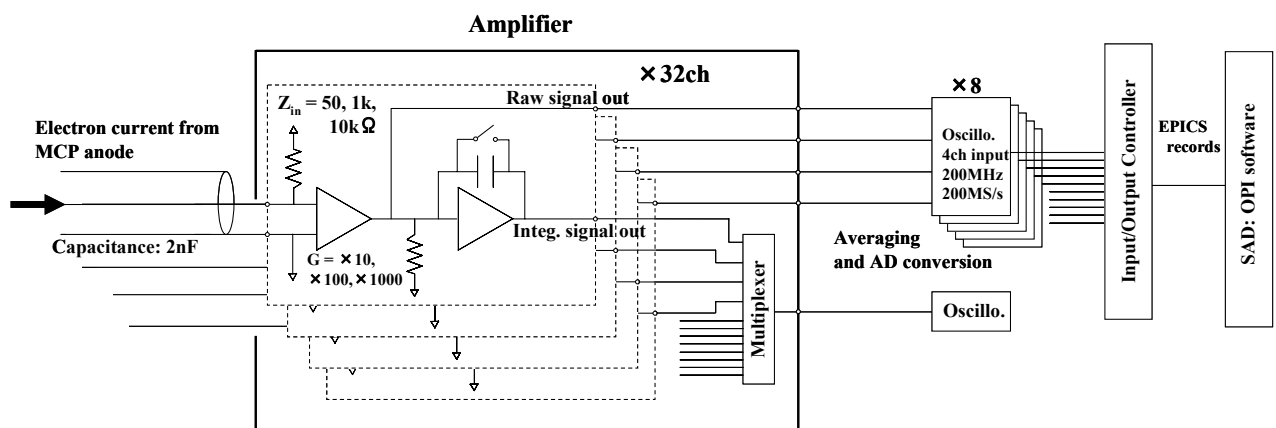 Amplifier
×32ch
Z_in = 50, 1k,
10kΩ
Raw signal out
Electron current from
MCP anode
Capacitance: 2nF
G = ×10,
×100, ×1000
Integ. signal out
Multiplexer
×8
Oscillo.
4ch input
200MHz
200MS/s
Averaging
and AD conversion
Oscillo.
Input/Output Controller
EPICS
records
SAD: OPI software